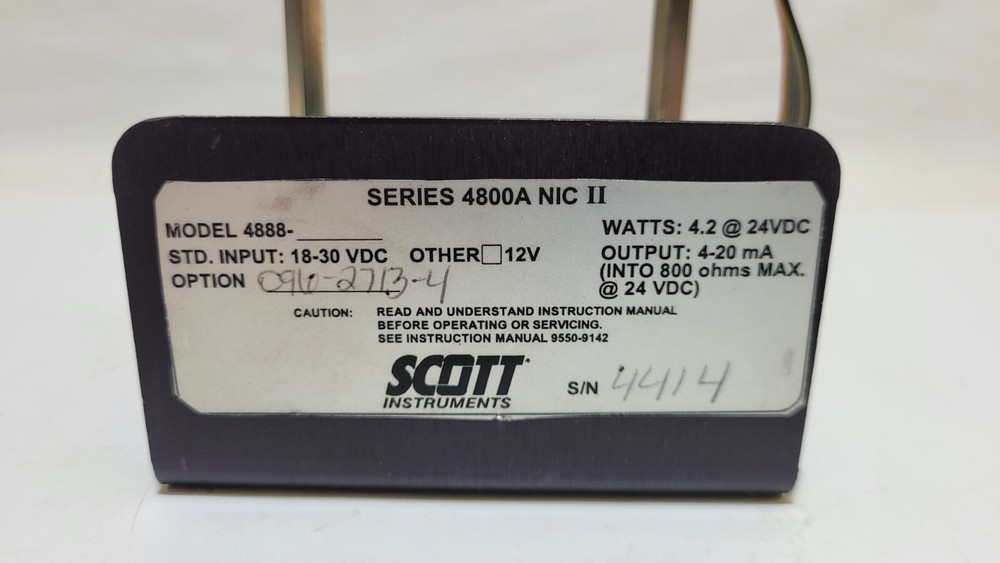 SERIES 4800A NIC II
MODEL 4888-
WATTS: 4.2 @ 24VDC
STD. INPUT: 18-30 VDC OTHER☐12V
OUTPUT: 4-20 mA
(INTO 800 ohms MAX.
@ 24 VDC)
OPTION 096-2713-4
CAUTION: READ AND UNDERSTAND INSTRUCTION MANUAL
BEFORE OPERATING OR SERVICING.
SEE INSTRUCTION MANUAL 9550-9142
SCOTT
INSTRUMENTS
S/N 4414